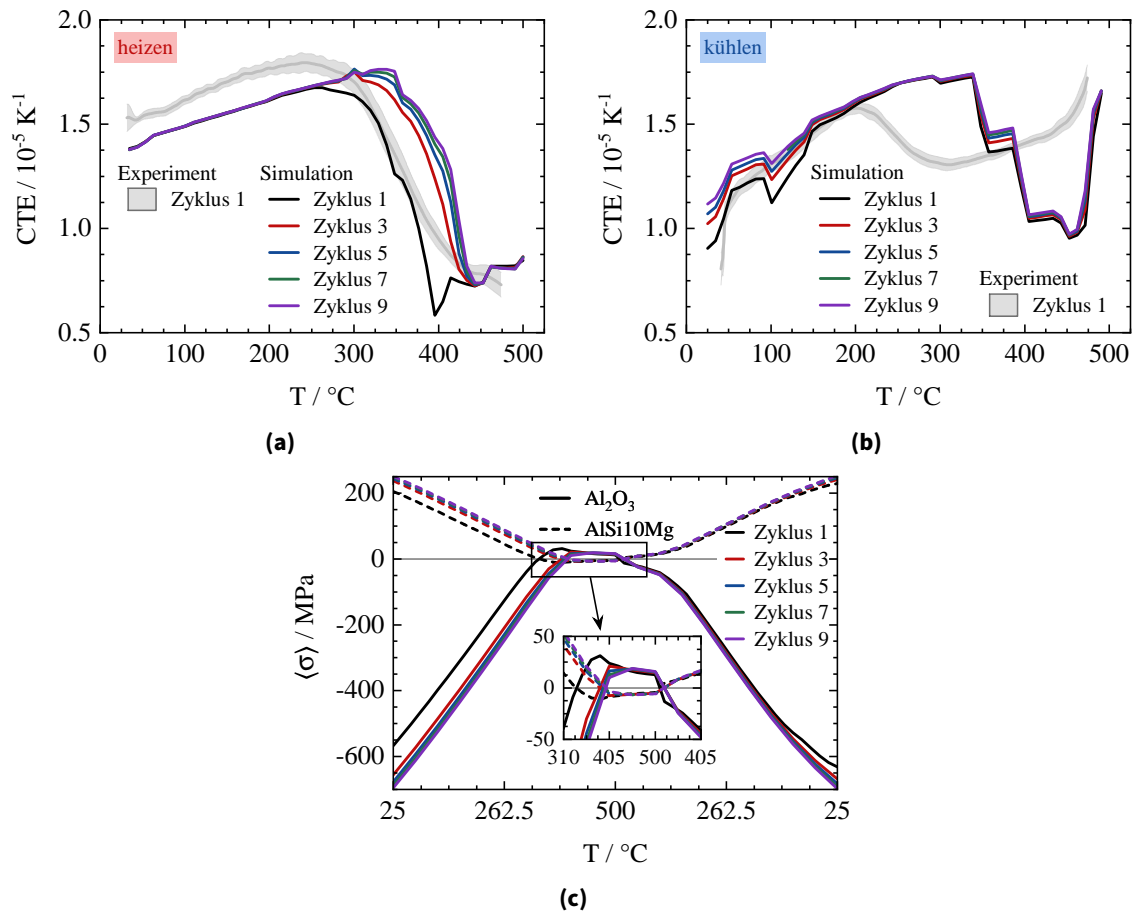 heizen
CTE / 10⁻⁵ K⁻¹
2.0
1.5
1.0
0.5
Experiment
Zyklus 1
Simulation
Zyklus 1
Zyklus 3
Zyklus 5
Zyklus 7
Zyklus 9
0 100 200 300 400 500
T / °C
(a)
kühlen
CTE / 10⁻⁵ K⁻¹
2.0
1.5
1.0
0.5
Simulation
Zyklus 1
Zyklus 3
Zyklus 5
Zyklus 7
Zyklus 9
Experiment
Zyklus 1
0 100 200 300 400 500
T / °C
(b)
⟨σ⟩ / MPa
200
0
-200
-400
-600
Al₂O₃
AlSi10Mg
Zyklus 1
Zyklus 3
Zyklus 5
Zyklus 7
Zyklus 9
50
0
-50
310 405 500 405
25 262.5 500 262.5 25
T / °C
(c)